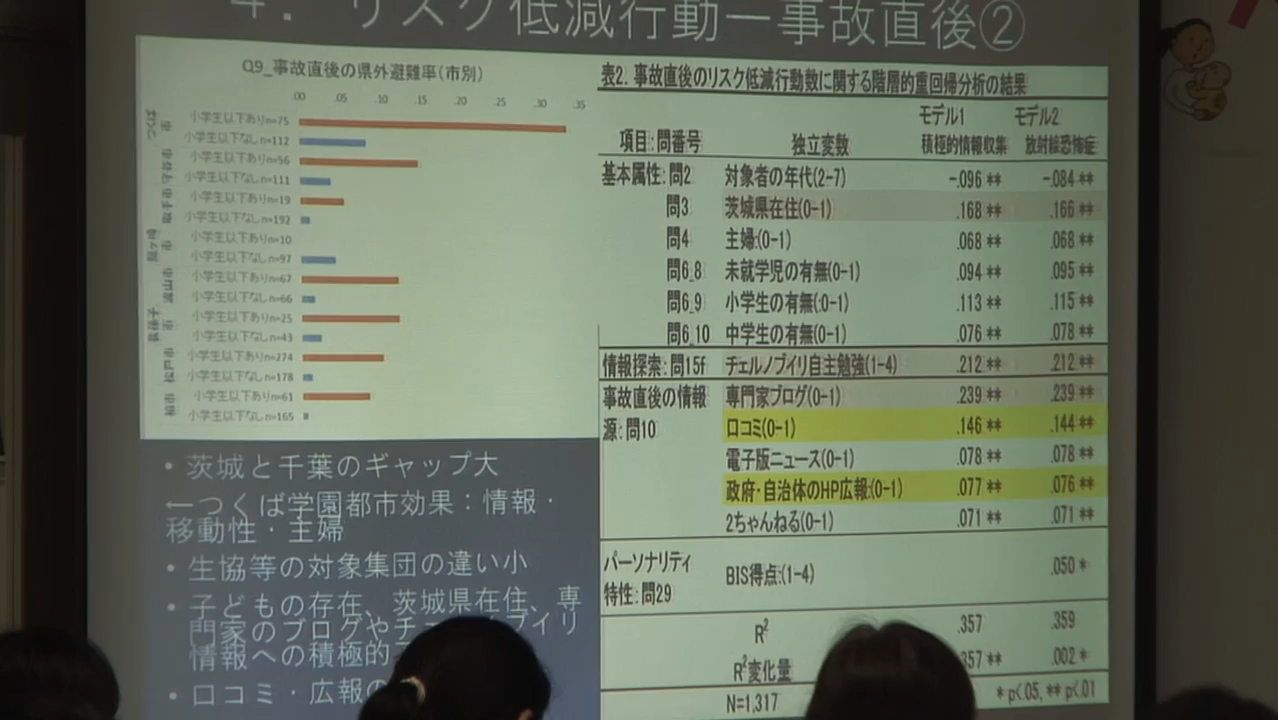 4. リスク低減行動ー事故直後②
Q9_事故直後の県外避難率(市別)
.00 .05 .10 .15 .20 .25 .30 .35
つくば市
小学生以下ありn=75
小学生以下なしn=112
小学生以下ありn=56
小学生以下なしn=111
取手市
小学生以下ありn=19
小学生以下なしn=192
小学生以下ありn=10
小学生以下なしn=97
小学生以下ありn=67
小学生以下なしn=66
小学生以下ありn=25
小学生以下なしn=43
松戸市
小学生以下ありn=274
小学生以下なしn=178
柏市
小学生以下ありn=61
小学生以下なしn=165
・茨城と千葉のギャップ大
←つくば学園都市効果：情報・
移動性・主婦
・生協等の対象集団の違い小
・子どもの存在、茨城県在住、専
門家のブログやチェ
ブイリ
情報への積極的
・口コミ・広報の
表2. 事故直後のリスク低減行動数に関する階層的重回帰分析の結果
モデル1 モデル2
項目:問番号 独立変数 積極的情報収集 放射線恐怖症
基本属性:問2 対象者の年代(2-7) -.096 ** -.084 **
問3 茨城県在住(0-1) .168 ** .166 **
問4 主婦:(0-1) .068 ** .068 **
問6_8 未就学児の有無(0-1) .094 ** .095 **
問6_9 小学生の有無(0-1) .113 ** .115 **
問6_10 中学生の有無(0-1) .076 ** .078 **
情報探索:問15f チェルノブイリ自主勉強(1-4) .212 ** .212 **
事故直後の情報 専門家ブログ(0-1) .239 ** .239 **
源:問10 口コミ(0-1) .146 ** .144 **
電子版ニュース(0-1) .078 ** .078 **
政府・自治体のHP広報:(0-1) .077 ** .076 **
2ちゃんねる(0-1) .071 ** .071 **
パーソナリティ
特性:問29 BIS得点:(1-4) .050 *
R² .357 .359
R²変化量 .357 ** .002 *
N=1,317 * p<.05, ** p<.01